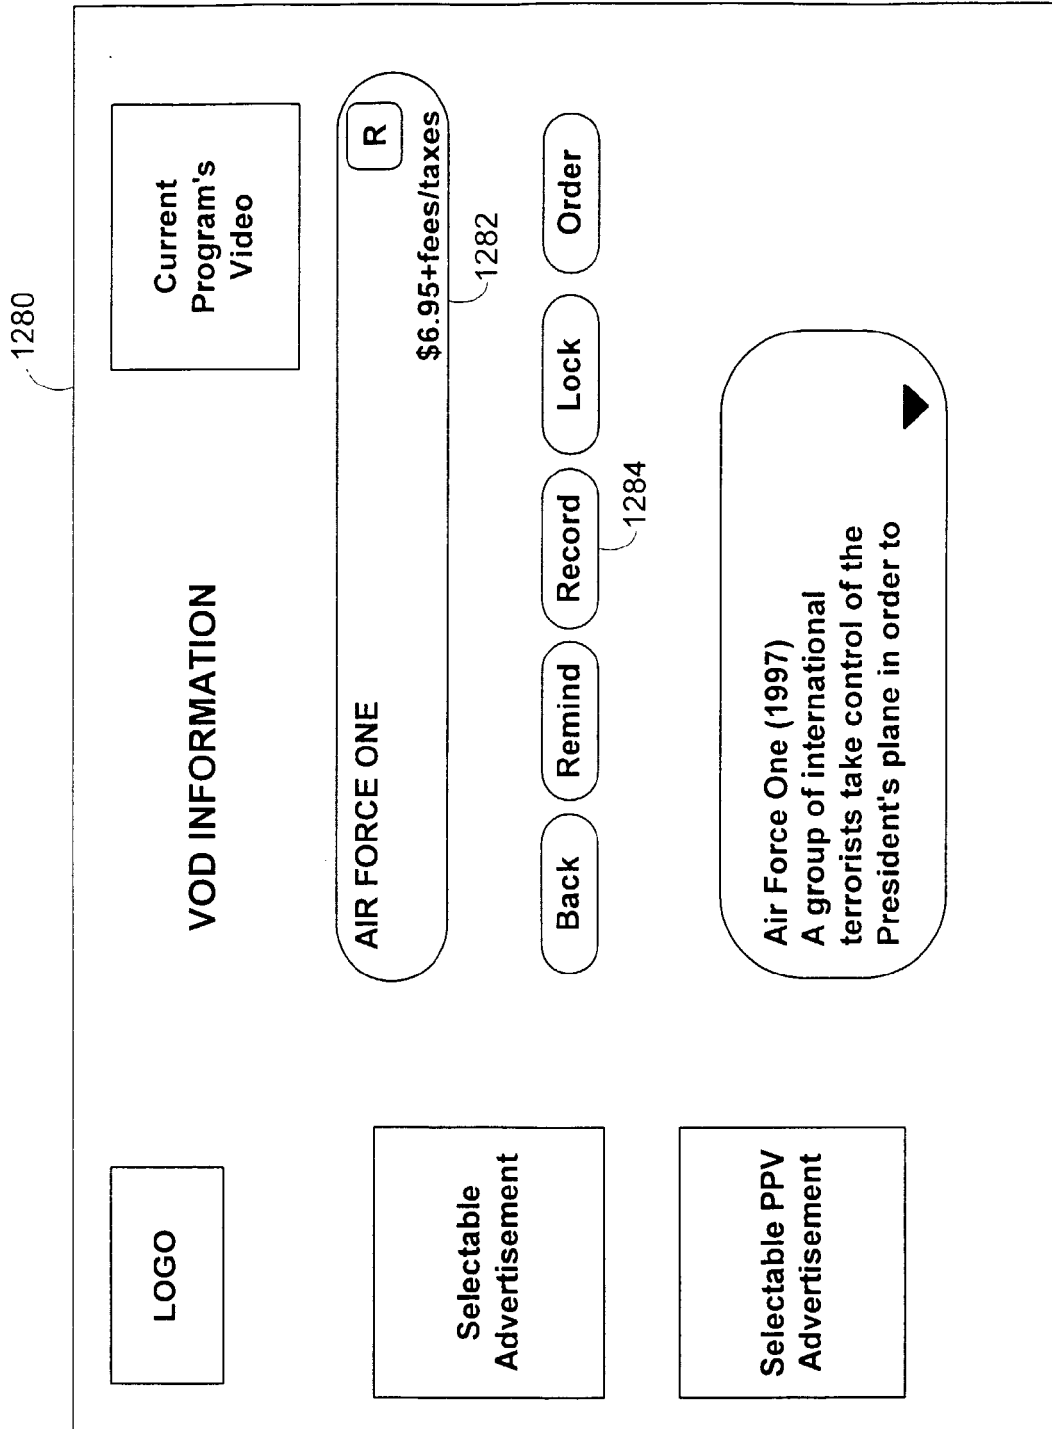 1280
LOGO
VOD INFORMATION
Current
Program's
Video
AIR FORCE ONE
R
$6.95+fees/taxes
1282
Back
Remind
Record
Lock
Order
1284
Selectable
Advertisement
Selectable PPV
Advertisement
Air Force One (1997)
A group of international
terrorists take control of the
President's plane in order to